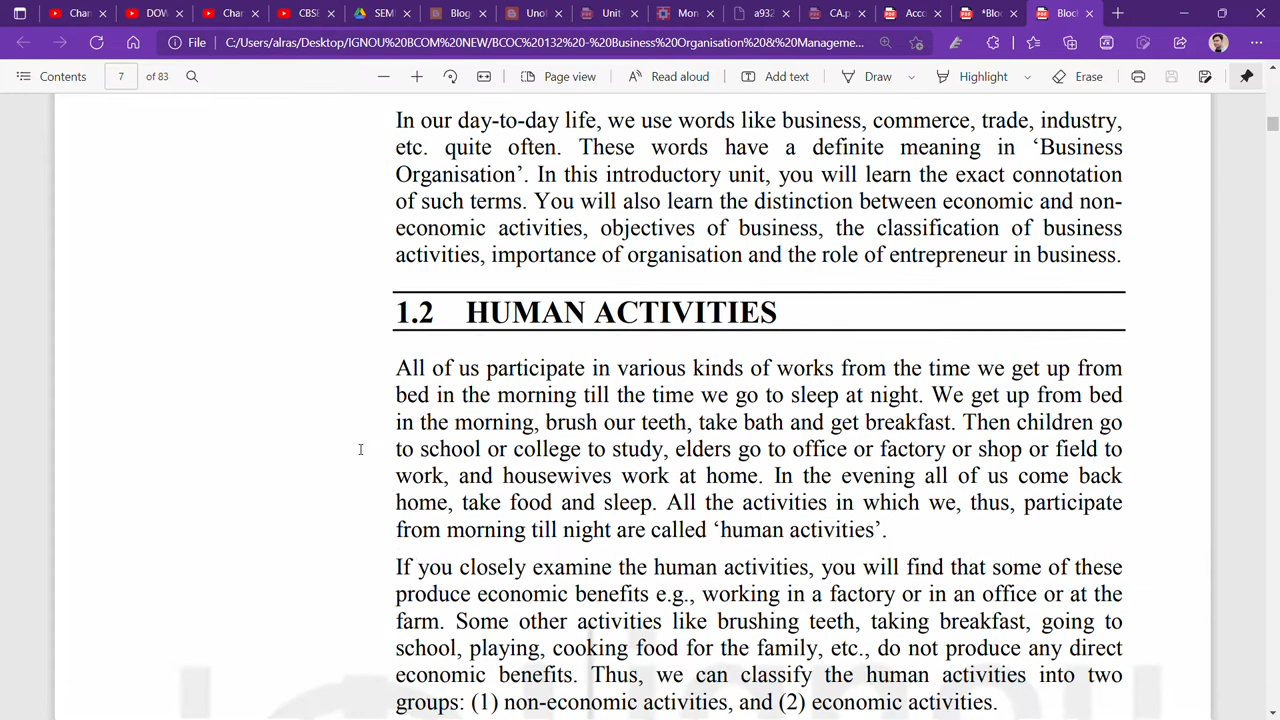 Chan
DOW
Chan
CBSE
SEM
Blog
Unof
Unit-
Mon
a932
CA.p
Acco
*Blo
Bloc
File
C:/Users/alras/Desktop/IGNOU%20BCOM%20NEW/BCOC%20132%20-%20Business%20Organisation%20&%20Manageme...
Contents
7
of 83
Page view
Read aloud
Add text
Draw
Highlight
Erase
In our day-to-day life, we use words like business, commerce, trade, industry,
etc. quite often. These words have a definite meaning in ‘Business
Organisation’. In this introductory unit, you will learn the exact connotation
of such terms. You will also learn the distinction between economic and non-
economic activities, objectives of business, the classification of business
activities, importance of organisation and the role of entrepreneur in business.
1.2 HUMAN ACTIVITIES
All of us participate in various kinds of works from the time we get up from
bed in the morning till the time we go to sleep at night. We get up from bed
in the morning, brush our teeth, take bath and get breakfast. Then children go
to school or college to study, elders go to office or factory or shop or field to
work, and housewives work at home. In the evening all of us come back
home, take food and sleep. All the activities in which we, thus, participate
from morning till night are called ‘human activities’.
If you closely examine the human activities, you will find that some of these
produce economic benefits e.g., working in a factory or in an office or at the
farm. Some other activities like brushing teeth, taking breakfast, going to
school, playing, cooking food for the family, etc., do not produce any direct
economic benefits. Thus, we can classify the human activities into two
groups: (1) non-economic activities, and (2) economic activities.